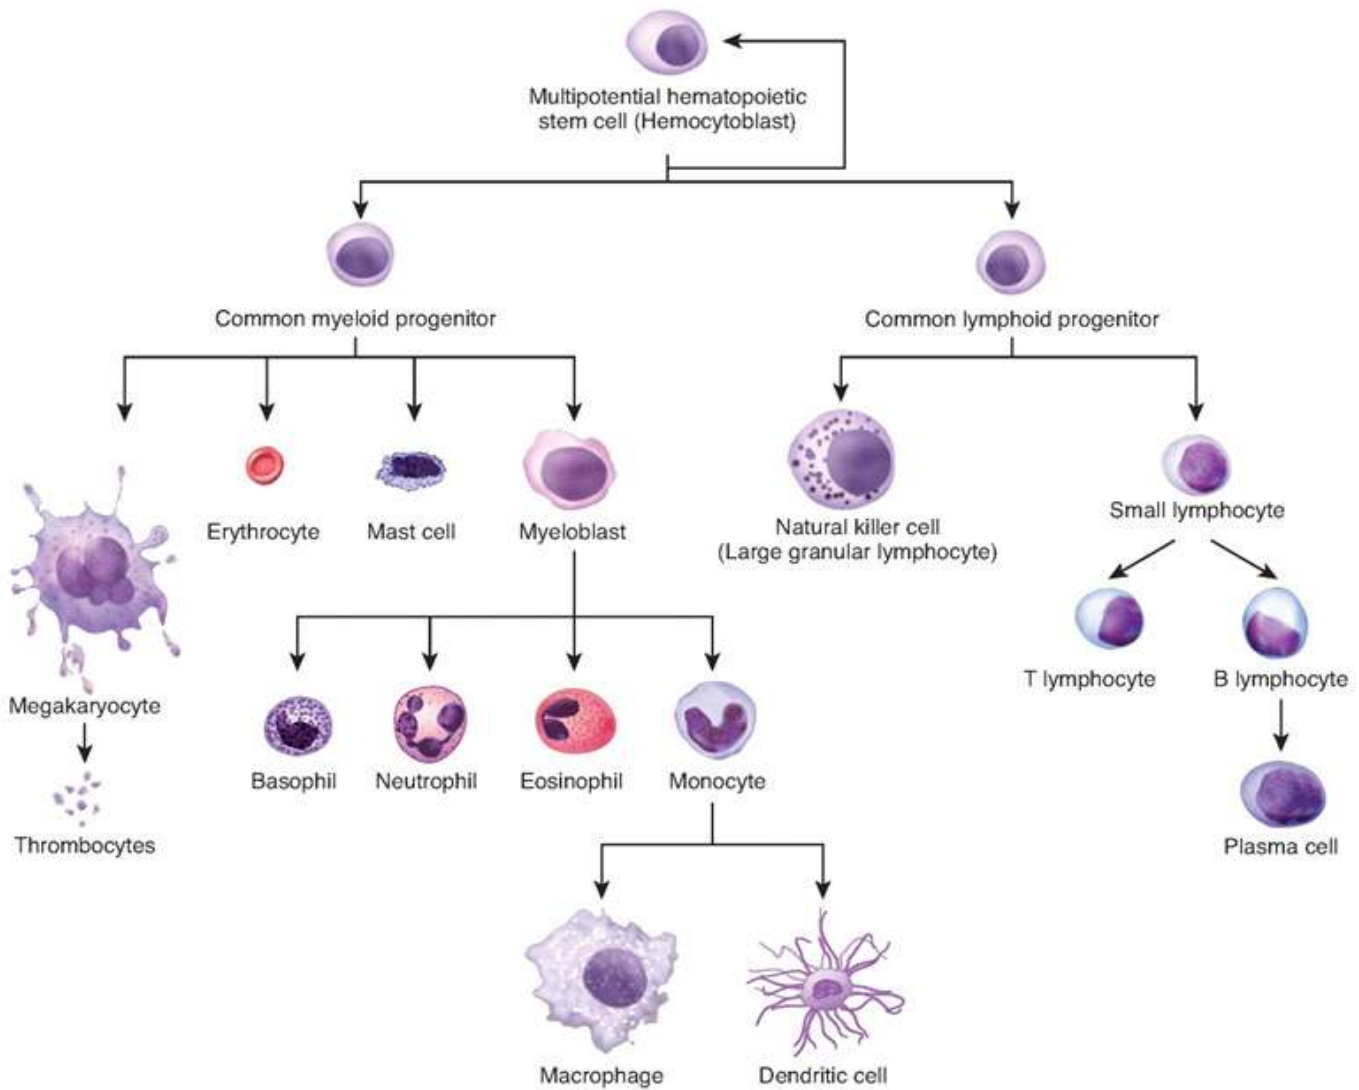 Multipotential hematopoietic
stem cell (Hemocytoblast)
Common myeloid progenitor
Common lymphoid progenitor
Erythrocyte
Mast cell
Myeloblast
Natural killer cell
(Large granular lymphocyte)
Small lymphocyte
T lymphocyte
B lymphocyte
Megakaryocyte
Basophil
Neutrophil
Eosinophil
Monocyte
Thrombocytes
Plasma cell
Macrophage
Dendritic cell